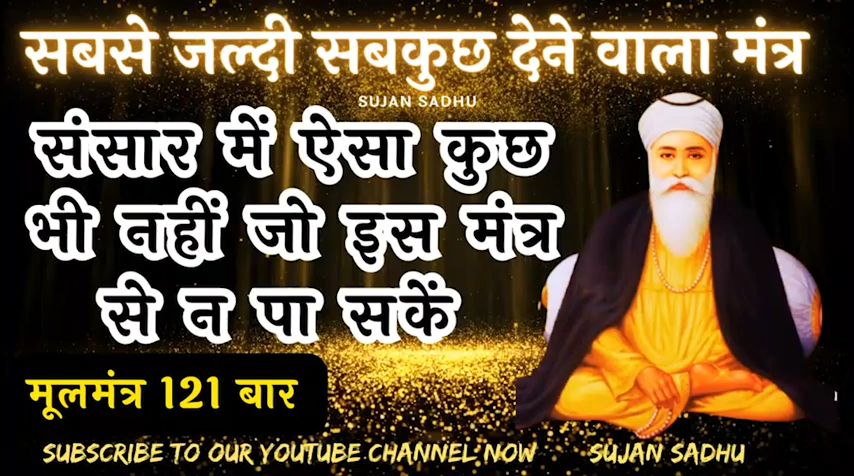 सबसे जल्दी सबकुछ देने वाला मंत्र
SUJAN SADHU
संसार में ऐसा कुछ
भी नहीं जो इस मंत्र
से न पा सकें
मूलमंत्र 121 बार
SUBSCRIBE TO OUR YOUTUBE CHANNEL NOW SUJAN SADHU